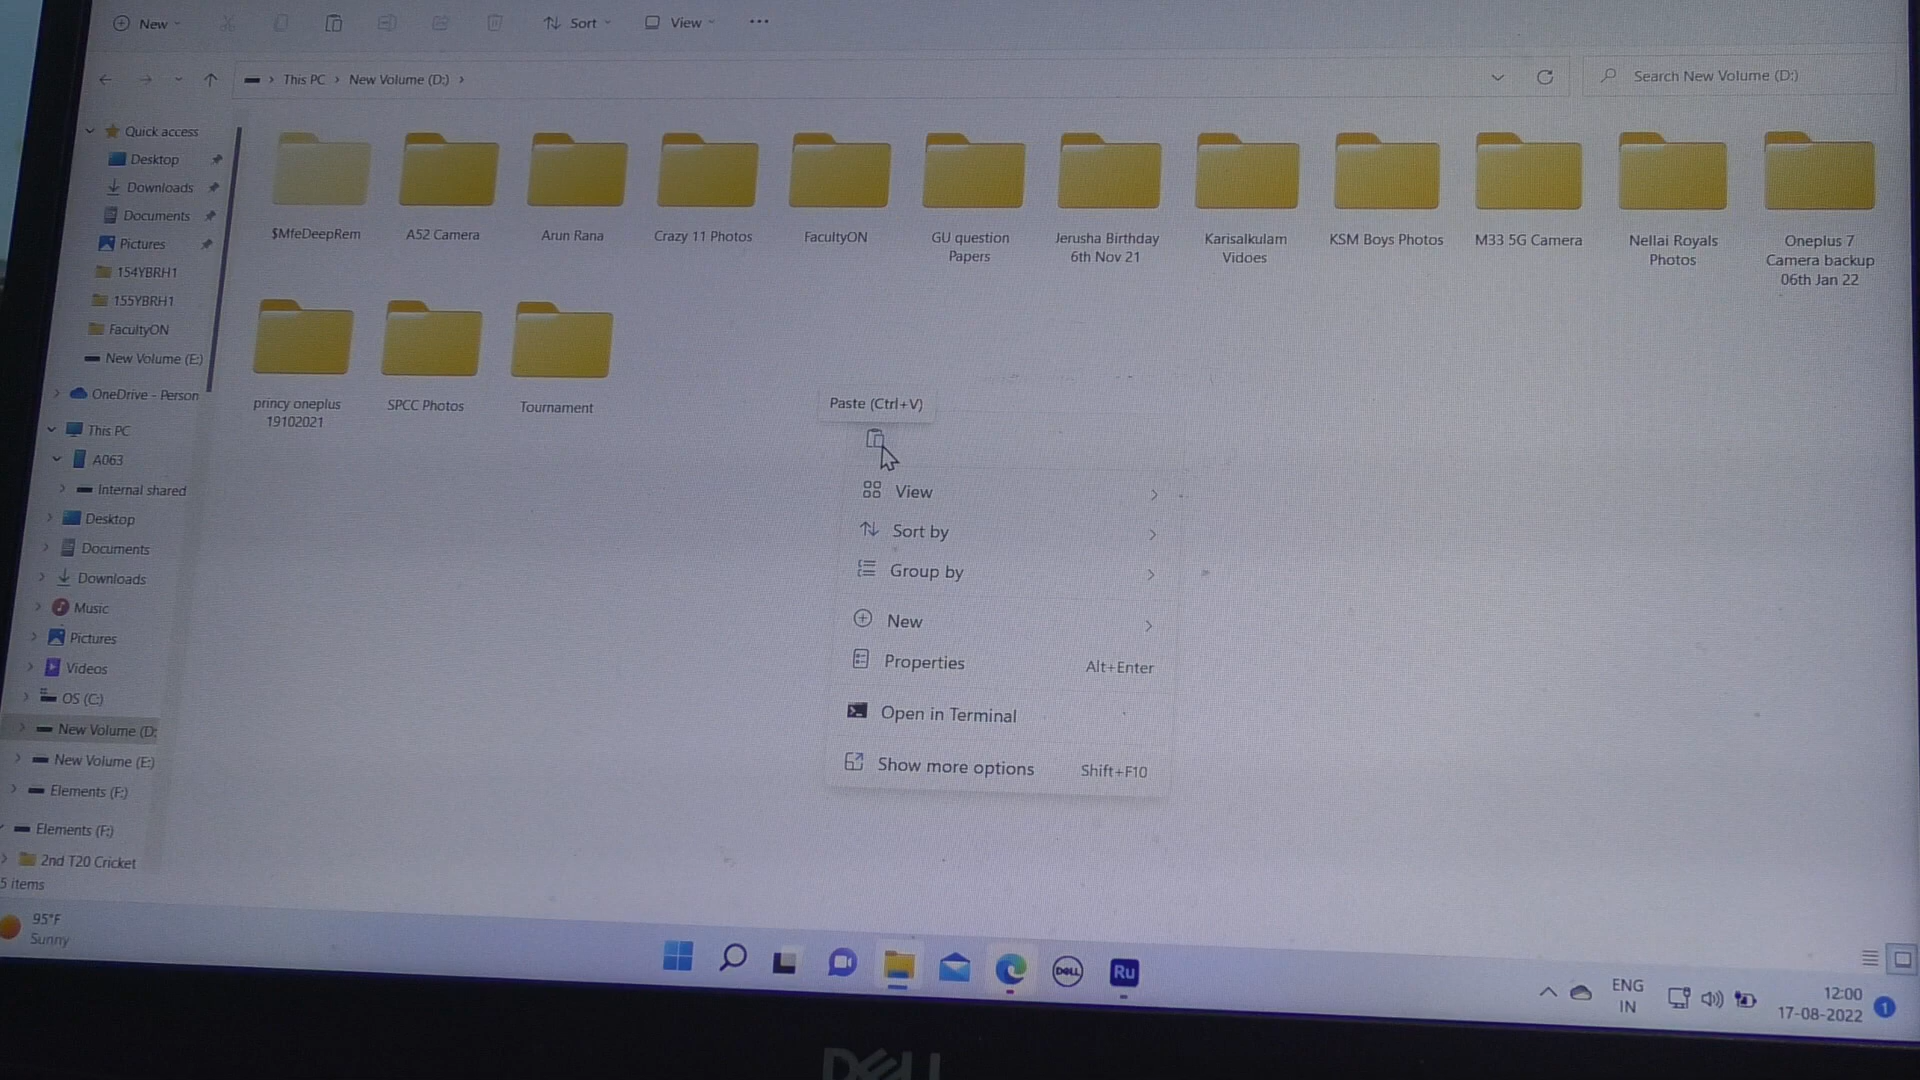 New
Sort
View
This PC
New Volume (D:)
Search New Volume (D:)
Quick access
Desktop
Downloads
Documents
Pictures
154YBRH1
155YBRH1
FacultyON
New Volume (E:)
OneDrive - Person
This PC
A063
Internal shared
Desktop
Documents
Downloads
Music
Pictures
Videos
OS (C:)
New Volume (D:
New Volume (E:)
Elements (F:)
Elements (F:)
2nd T20 Cricket
5 items
$MfeDeepRem
A52 Camera
Arun Rana
Crazy 11 Photos
FacultyON
GU question
Papers
Jerusha Birthday
6th Nov 21
Karisalkulam
Vidoes
KSM Boys Photos
M33 5G Camera
Nellai Royals
Photos
Oneplus 7
Camera backup
06th Jan 22
princy oneplus
19102021
SPCC Photos
Tournament
Paste (Ctrl+V)
View
Sort by
Group by
New
Properties Alt+Enter
Open in Terminal
Show more options Shift+F10
95°F
Sunny
DELL
Ru
ENG
IN
12:00
17-08-2022
1
DELL